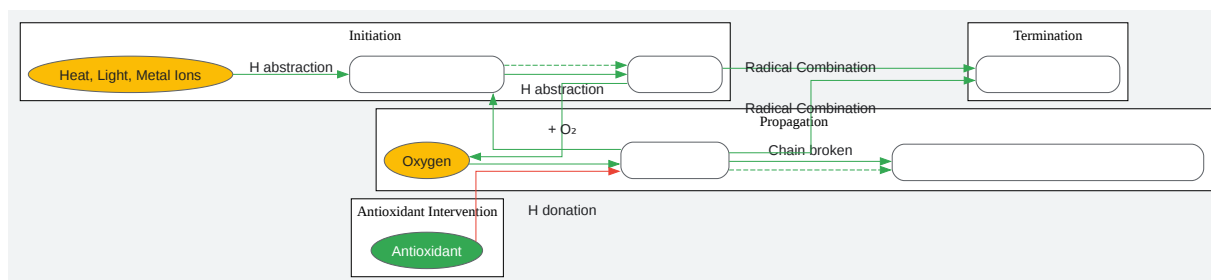 Initiation
Termination
Heat, Light, Metal Ions
H abstraction
Radical Combination
H abstraction
Radical Combination
Propagation
+ O₂
Chain broken
Oxygen
Antioxidant Intervention
H donation
Antioxidant